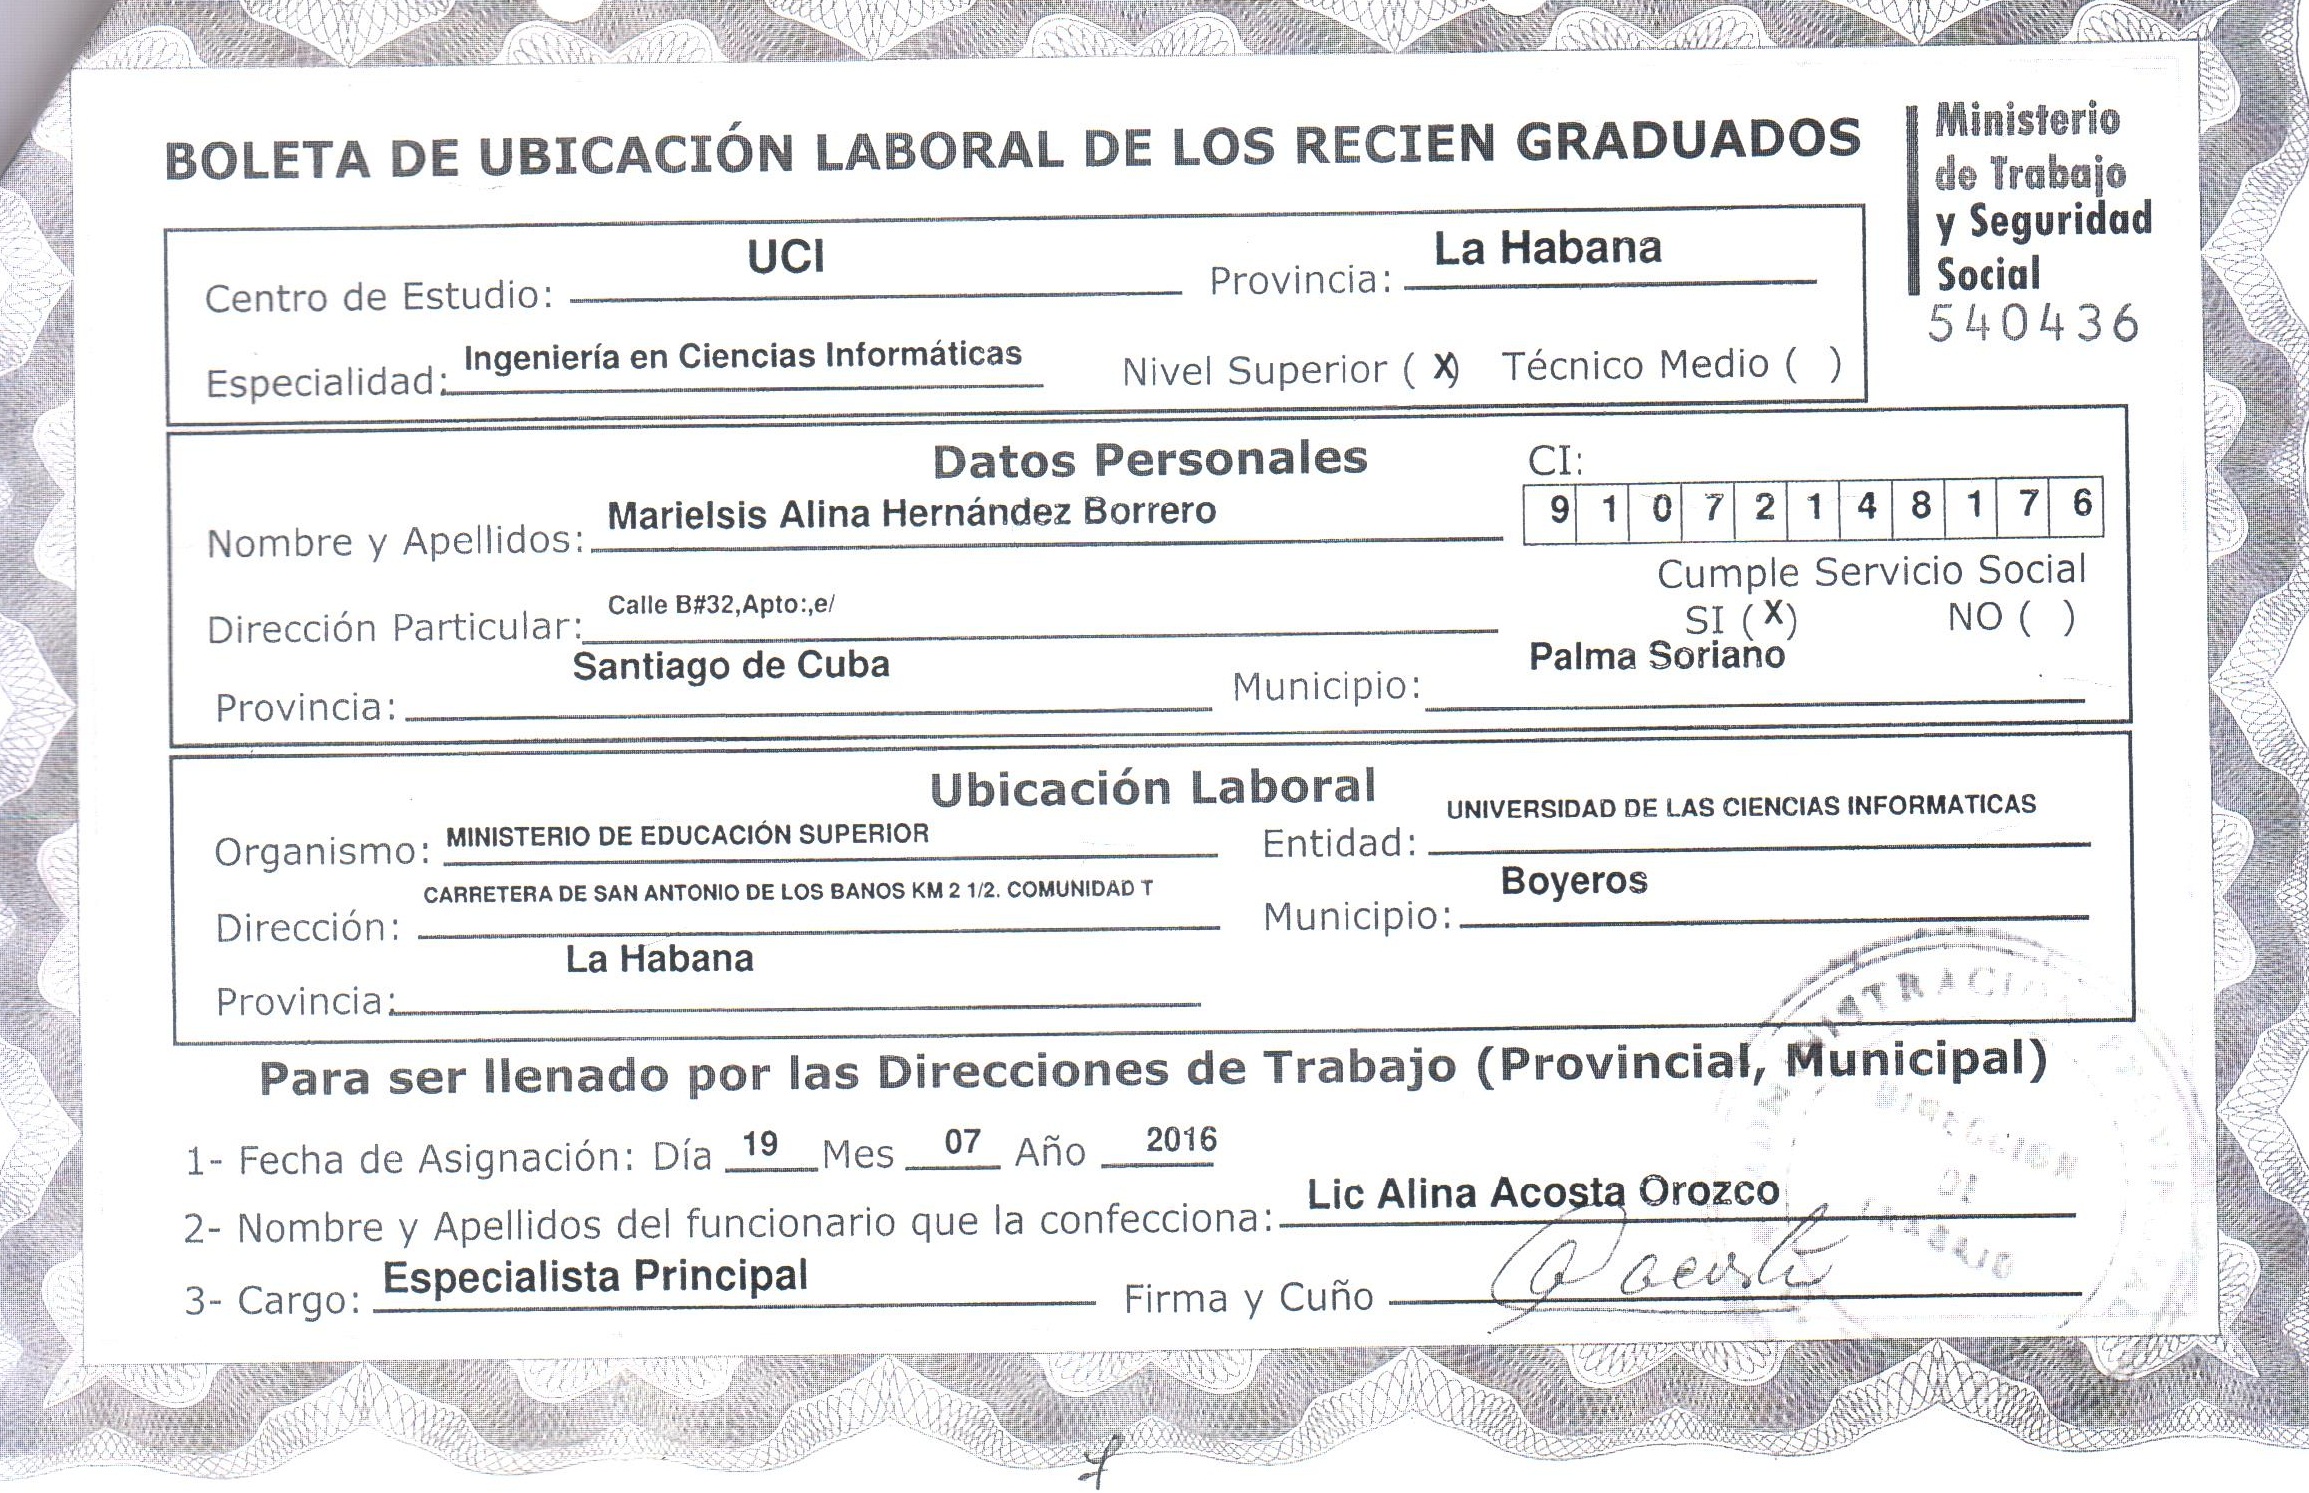 BOLETA DE UBICACIÓN LABORAL DE LOS RECIEN GRADUADOS
Ministerio
de Trabajo
y Seguridad
Social
540436
Centro de Estudio: UCI Provincia: La Habana
Especialidad: Ingeniería en Ciencias Informáticas Nivel Superior ( X) Técnico Medio ( )
Datos Personales
CI:
Nombre y Apellidos: Marielsis Alina Hernández Borrero 9 1 0 7 2 1 4 8 1 7 6
Cumple Servicio Social
Dirección Particular: Calle B#32,Apto:,e/ SI (X) NO ( )
Provincia: Santiago de Cuba Municipio: Palma Soriano
Ubicación Laboral
Organismo: MINISTERIO DE EDUCACIÓN SUPERIOR Entidad: UNIVERSIDAD DE LAS CIENCIAS INFORMATICAS
Dirección: CARRETERA DE SAN ANTONIO DE LOS BANOS KM 2 1/2. COMUNIDAD T Municipio: Boyeros
Provincia: La Habana
Para ser llenado por las Direcciones de Trabajo (Provincial, Municipal)
1- Fecha de Asignación: Día 19 Mes 07 Año 2016
2- Nombre y Apellidos del funcionario que la confecciona: Lic Alina Acosta Orozco
3- Cargo: Especialista Principal Firma y Cuño
DIRECCION
DE
TRABAJO